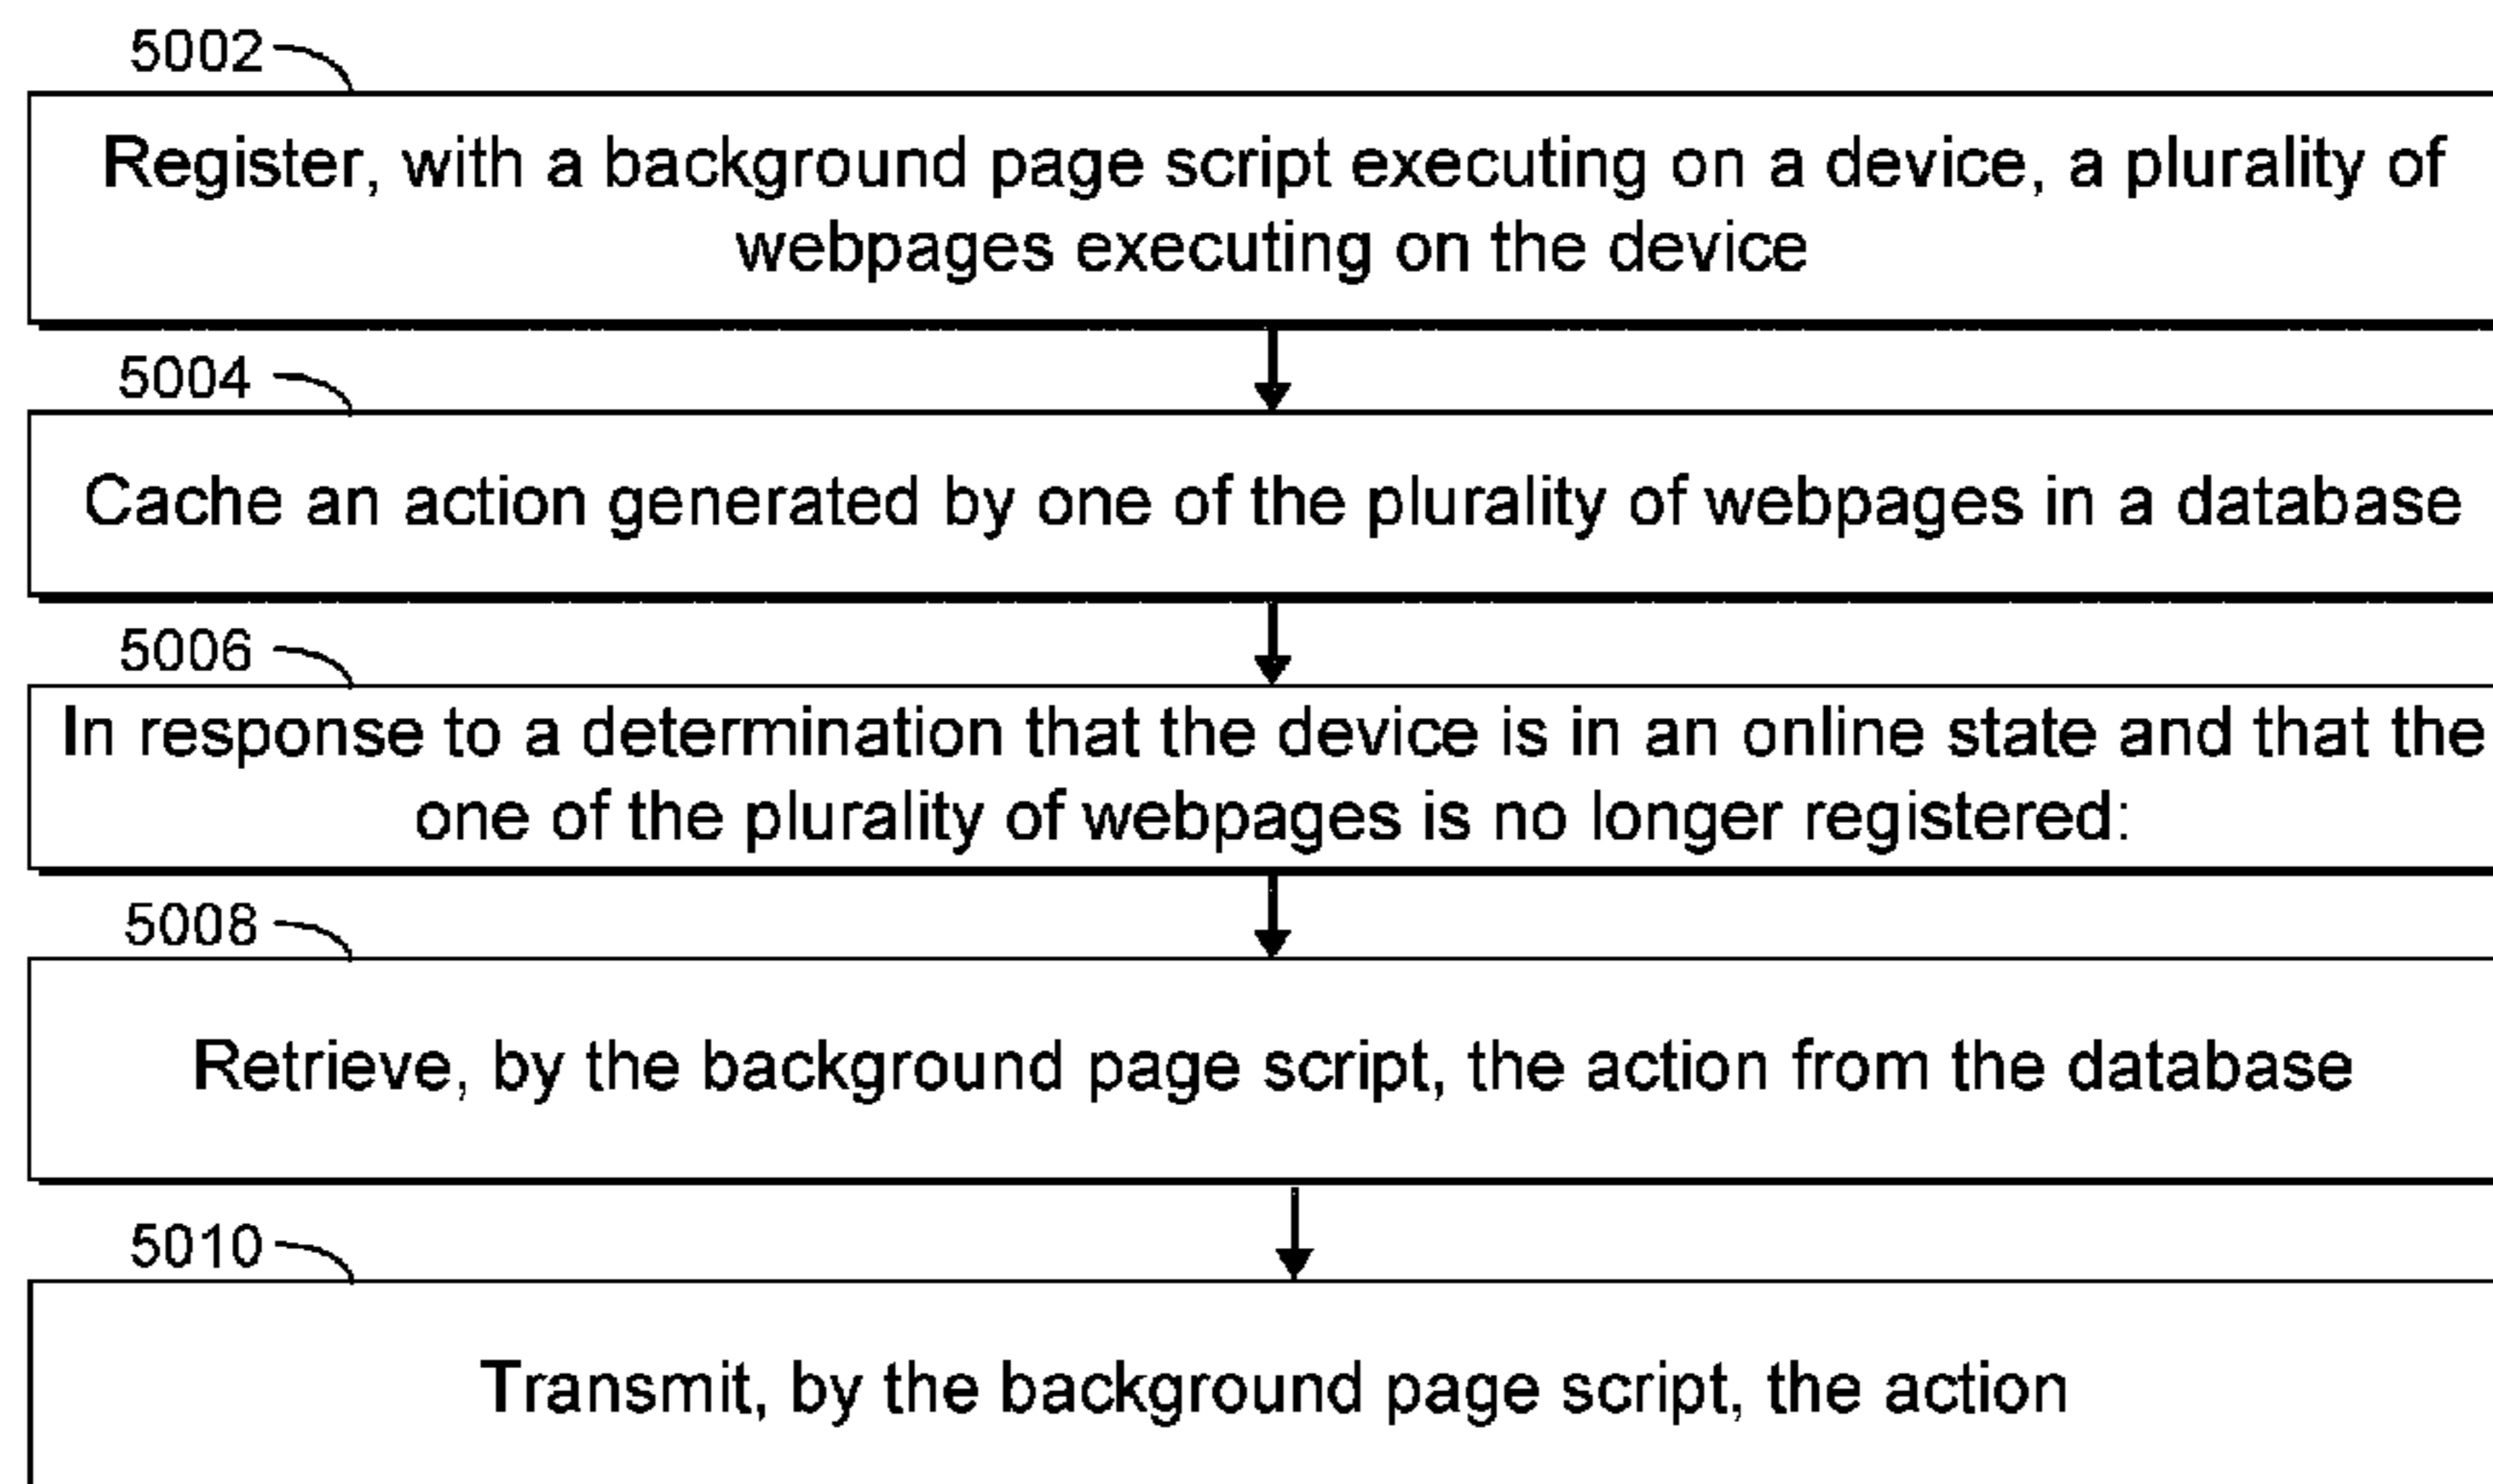 5002
Register, with a background page script executing on a device, a plurality of
webpages executing on the device
5004
Cache an action generated by one of the plurality of webpages in a database
5006
In response to a determination that the device is in an online state and that the
one of the plurality of webpages is no longer registered:
5008
Retrieve, by the background page script, the action from the database
5010
Transmit, by the background page script, the action